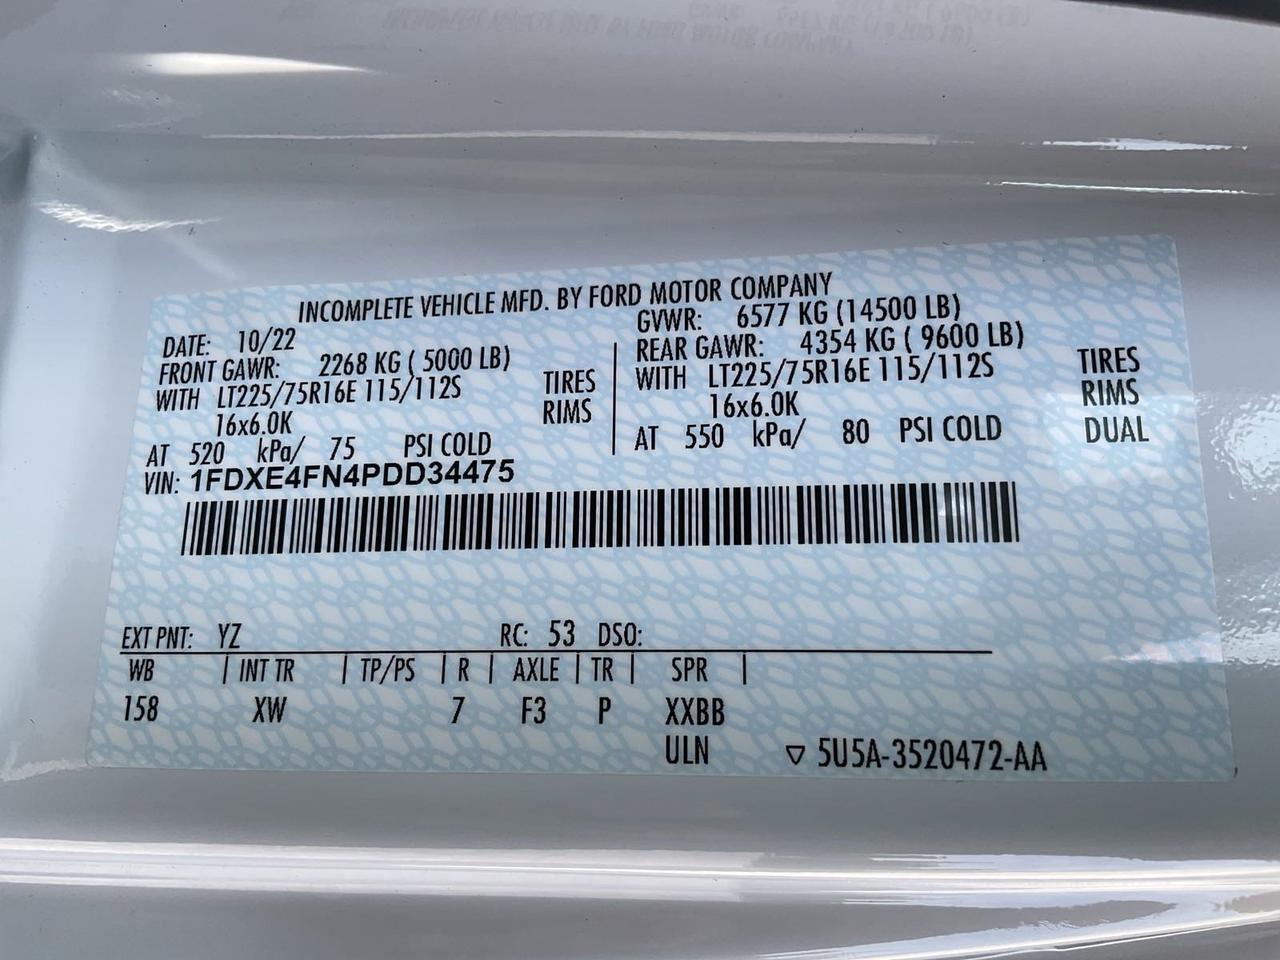 INCOMPLETE VEHICLE MFD. BY FORD MOTOR COMPANY
DATE: 10/22 GVWR: 6577 KG (14500 LB)
FRONT GAWR: 2268 KG ( 5000 LB) REAR GAWR: 4354 KG ( 9600 LB)
WITH LT225/75R16E 115/112S TIRES WITH LT225/75R16E 115/112S TIRES
16x6.0K RIMS 16x6.0K RIMS
AT 520 kPa/ 75 PSI COLD AT 550 kPa/ 80 PSI COLD DUAL
VIN: 1FDXE4FN4PDD34475
EXT PNT: YZ RC: 53 DSO:
WB | INT TR | TP/PS | R | AXLE | TR | SPR |
158 XW 7 F3 P XXBB
ULN ▽ 5U5A-3520472-AA